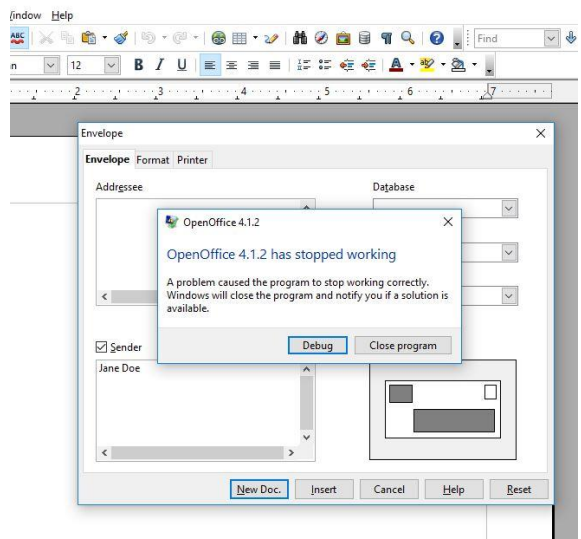 Window Help
ABC
Find
n 12 B I U A ab
2 3 4 5 6 7
Envelope
Envelope Format Printer
Addressee Database
OpenOffice 4.1.2
OpenOffice 4.1.2 has stopped working
A problem caused the program to stop working correctly.
Windows will close the program and notify you if a solution is
available.
Debug Close program
Sender
Jane Doe
New Doc. Insert Cancel Help Reset